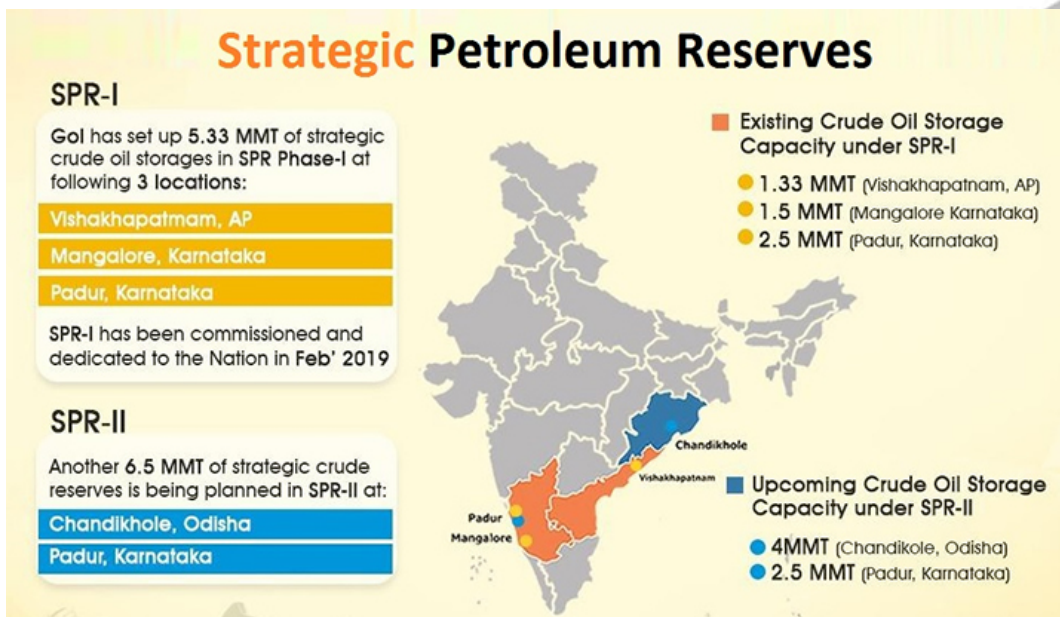 Strategic Petroleum Reserves
SPR-I
GoI has set up 5.33 MMT of strategic
crude oil storages in SPR Phase-I at
following 3 locations:
Vishakhapatmam, AP
Mangalore, Karnataka
Padur, Karnataka
SPR-I has been commissioned and
dedicated to the Nation in Feb' 2019
SPR-II
Another 6.5 MMT of strategic crude
reserves is being planned in SPR-II at:
Chandikhole, Odisha
Padur, Karnataka
Chandikhole
Vishakhapatnam
Padur
Mangalore
Existing Crude Oil Storage
Capacity under SPR-I
1.33 MMT (Vishakhapatnam, AP)
1.5 MMT (Mangalore Karnataka)
2.5 MMT (Padur, Karnataka)
Upcoming Crude Oil Storage
Capacity under SPR-II
4MMT (Chandikole, Odisha)
2.5 MMT (Padur, Karnataka)